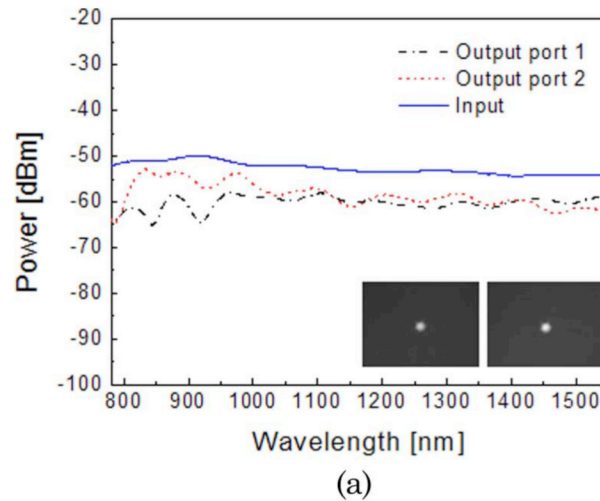 -20
-30
-40
-50
-60
-70
-80
-90
-100
Power [dBm]
Output port 1
Output port 2
Input
800 900 1000 1100 1200 1300 1400 1500
Wavelength [nm]
(a)